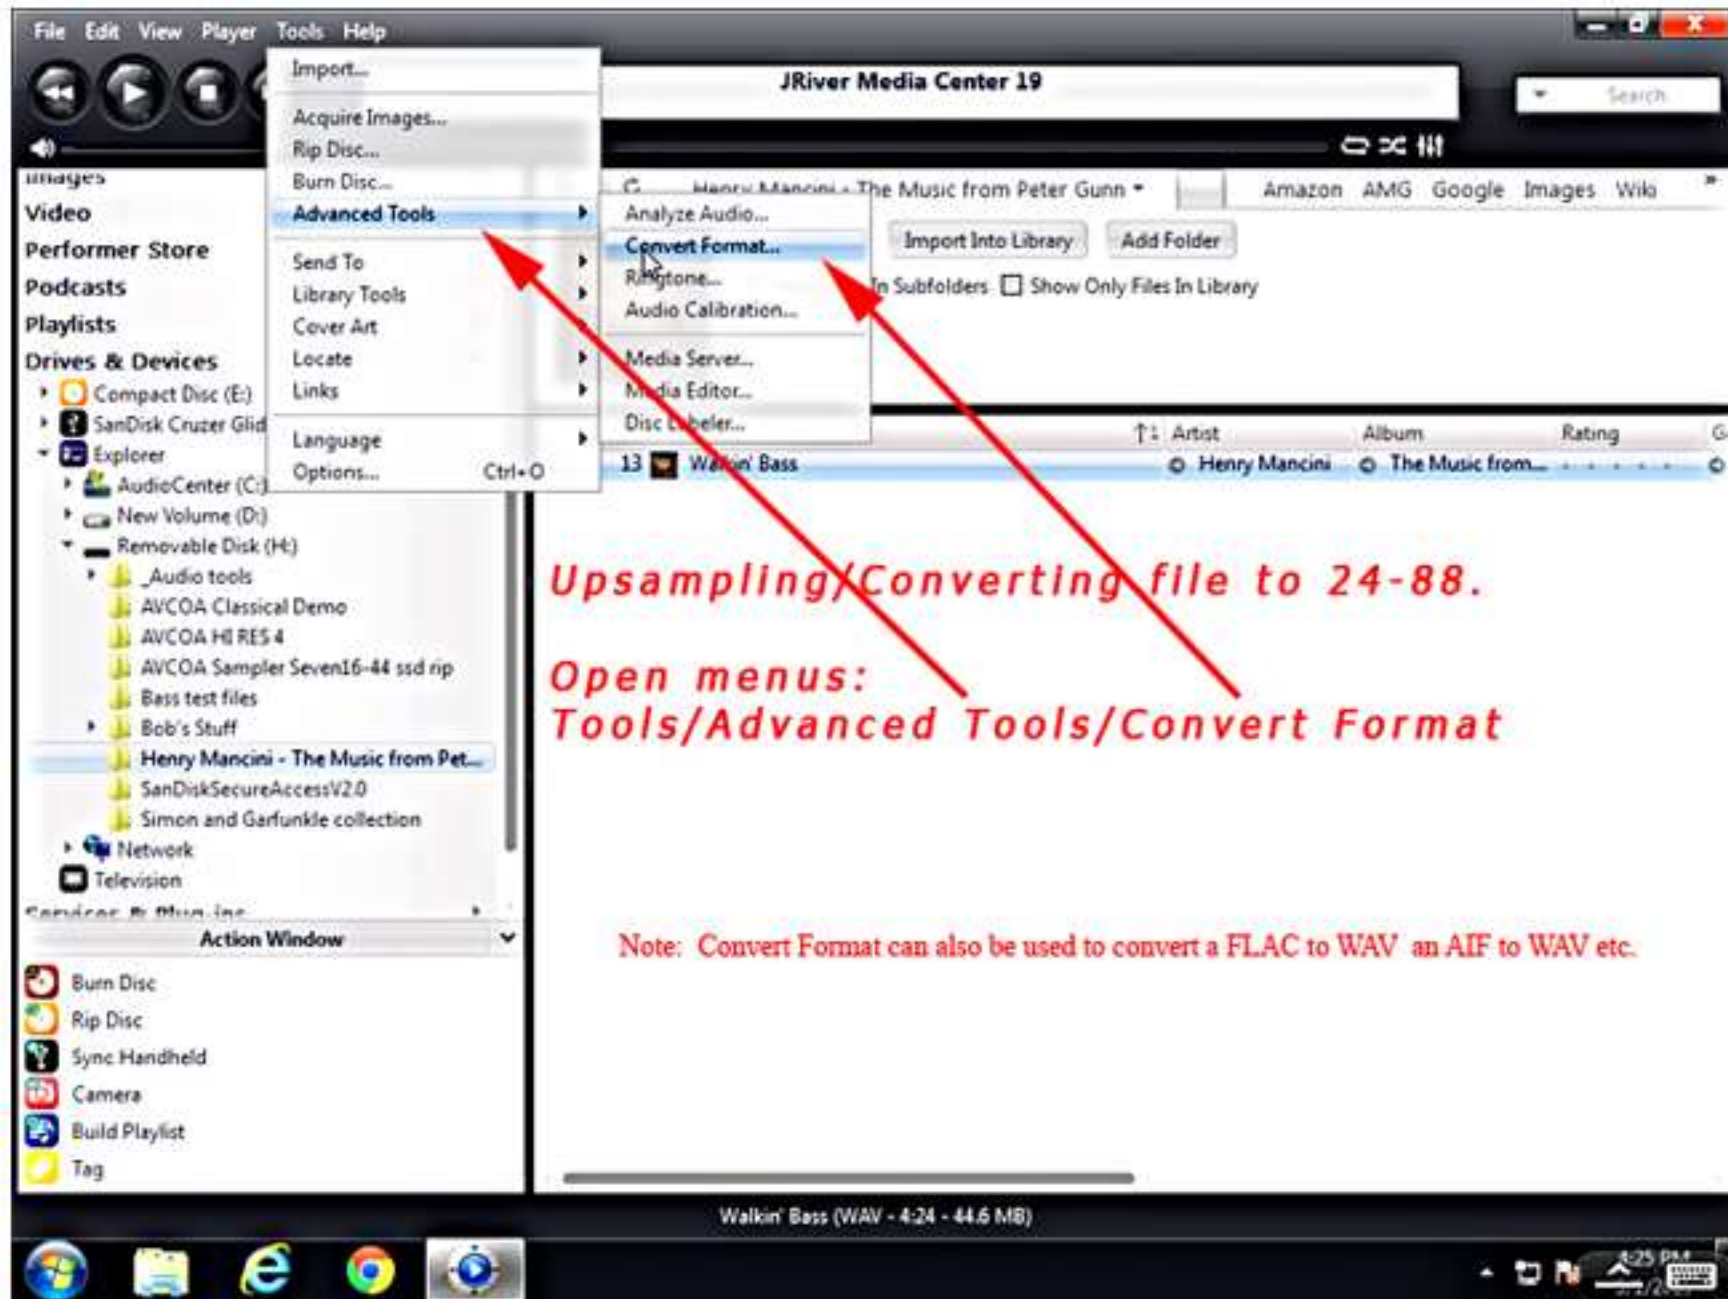 File Edit View Player Tools Help
JRiver Media Center 19
Search
Import...
Acquire Images...
Rip Disc...
Burn Disc...
Advanced Tools
Send To
Library Tools
Cover Art
Locate
Links
Language
Options... Ctrl+O
Analyze Audio...
Convert Format...
Ringtone...
Audio Calibration...
Media Server...
Media Editor...
Disc Labeler...
Images
Video
Performer Store
Podcasts
Playlists
Drives & Devices
Compact Disc (E:)
SanDisk Cruzer Glid
Explorer
AudioCenter (C:)
New Volume (D:)
Removable Disk (H:)
_Audio tools
AVCOA Classical Demo
AVCOA HI RES 4
AVCOA Sampler Seven16-44 ssd rip
Bass test files
Bob's Stuff
Henry Mancini - The Music from Pet...
SanDiskSecureAccessV2.0
Simon and Garfunkle collection
Network
Television
Services & Plug-ins
Action Window
Burn Disc
Rip Disc
Sync Handheld
Camera
Build Playlist
Tag
Henry Mancini - The Music from Peter Gunn
Amazon AMG Google Images Wiki
Import Into Library Add Folder
In Subfolders Show Only Files In Library
Artist Album Rating G
13 Walkin' Bass Henry Mancini The Music from...
Upsampling/Converting file to 24-88.
Open menus:
Tools/Advanced Tools/Convert Format
Note: Convert Format can also be used to convert a FLAC to WAV an AIF to WAV etc.
Walkin' Bass (WAV - 4:24 - 44.6 MB)
4:25 PM